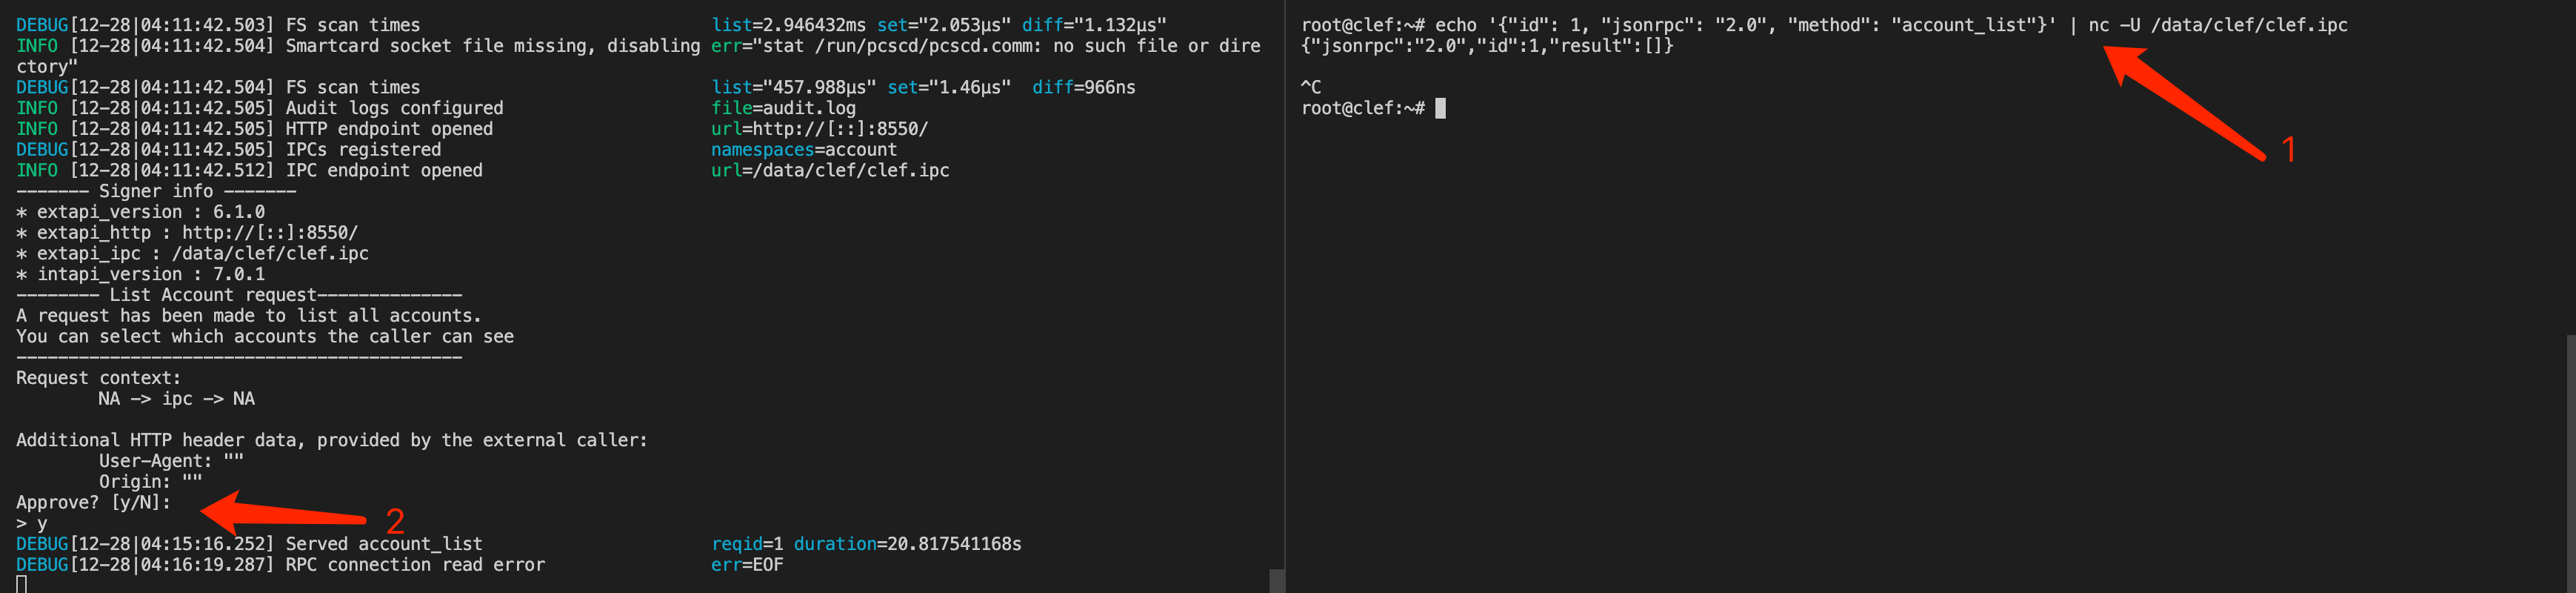 DEBUG[12-28|04:11:42.503] FS scan times                            list=2.946432ms set="2.053µs" diff="1.132µs"
INFO [12-28|04:11:42.504] Smartcard socket file missing, disabling err="stat /run/pcscd/pcscd.comm: no such file or dire
ctory"
DEBUG[12-28|04:11:42.504] FS scan times                            list="457.988µs" set="1.46µs"  diff=966ns
INFO [12-28|04:11:42.505] Audit logs configured                    file=audit.log
INFO [12-28|04:11:42.505] HTTP endpoint opened                     url=http://[::]:8550/
DEBUG[12-28|04:11:42.505] IPCs registered                          namespaces=account
INFO [12-28|04:11:42.512] IPC endpoint opened                      url=/data/clef/clef.ipc
------- Signer info -------
* extapi_version : 6.1.0
* extapi_http : http://[::]:8550/
* extapi_ipc : /data/clef/clef.ipc
* intapi_version : 7.0.1
-------- List Account request--------------
A request has been made to list all accounts.
You can select which accounts the caller can see
-------------------------------------------
Request context:
        NA -> ipc -> NA
Additional HTTP header data, provided by the external caller:
        User-Agent: ""
        Origin: ""
Approve? [y/N]:
> y
2
DEBUG[12-28|04:15:16.252] Served account_list                      reqid=1 duration=20.817541168s
DEBUG[12-28|04:16:19.287] RPC connection read error                err=EOF
root@clef:~# echo '{"id": 1, "jsonrpc": "2.0", "method": "account_list"}' | nc -U /data/clef/clef.ipc
{"jsonrpc":"2.0","id":1,"result":[]}
^C
root@clef:~#
1